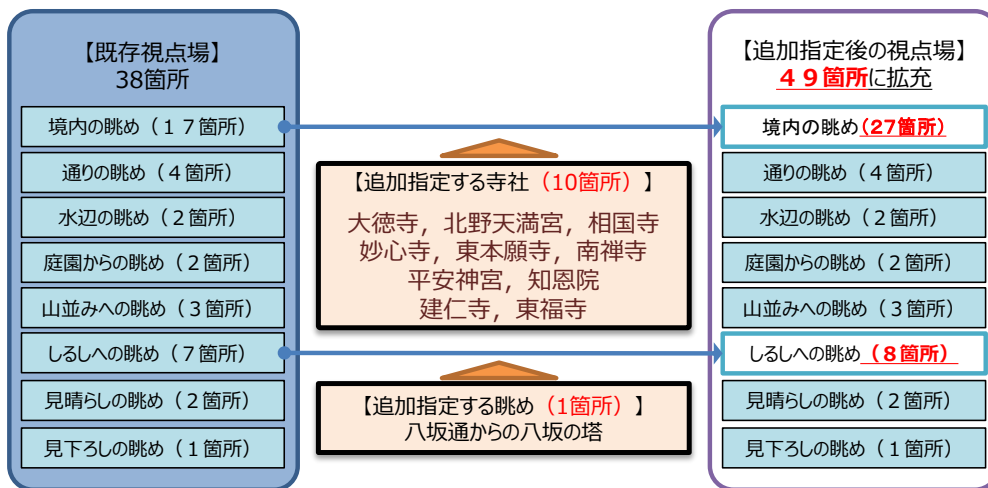 【既存視点場】
38箇所
境内の眺め(17箇所)
通りの眺め(4箇所)
水辺の眺め(2箇所)
庭園からの眺め(2箇所)
山並みへの眺め(3箇所)
しるしへの眺め(7箇所)
見晴らしの眺め(2箇所)
見下ろしの眺め(1箇所)
【追加指定する寺社(10箇所)】
大徳寺,北野天満宮,相国寺
妙心寺,東本願寺,南禅寺
平安神宮,知恩院
建仁寺,東福寺
【追加指定する眺め(1箇所)】
八坂通からの八坂の塔
【追加指定後の視点場】
49箇所に拡充
境内の眺め(27箇所)
通りの眺め(4箇所)
水辺の眺め(2箇所)
庭園からの眺め(2箇所)
山並みへの眺め(3箇所)
しるしへの眺め(8箇所)
見晴らしの眺め(2箇所)
見下ろしの眺め(1箇所)